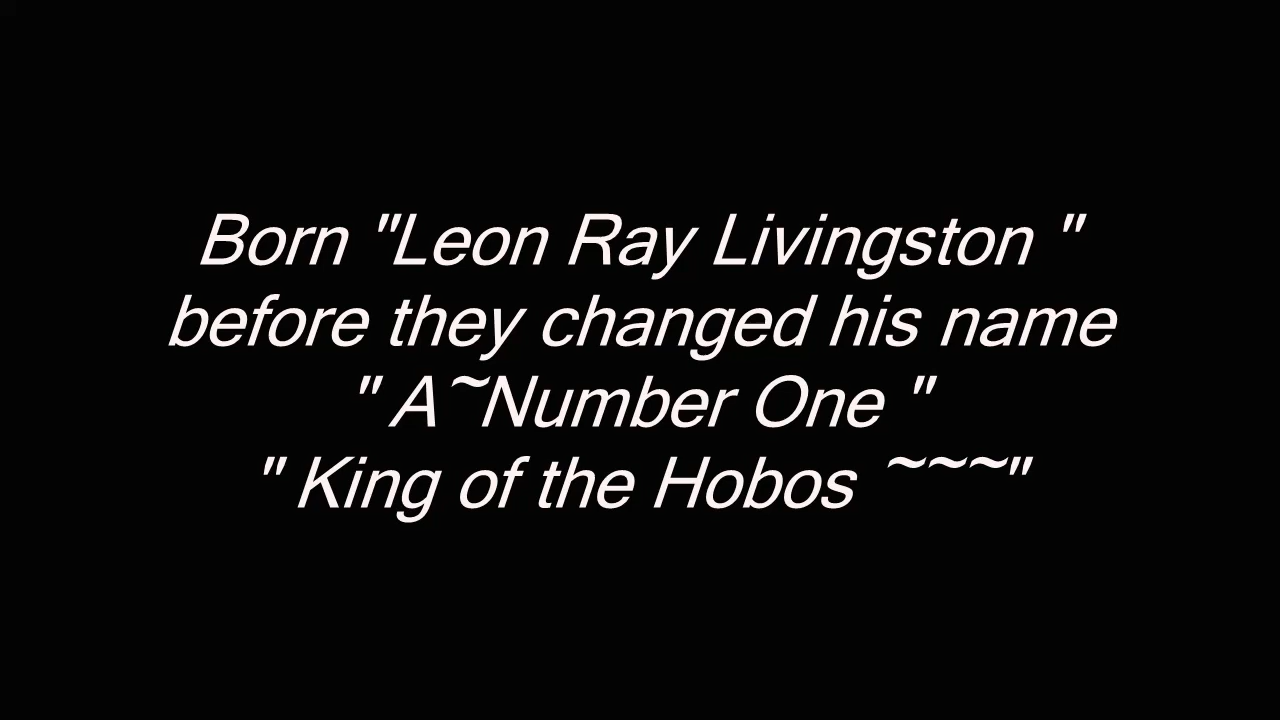 Born "Leon Ray Livingston "
before they changed his name
" A~Number One "
" King of the Hobos ~~~"